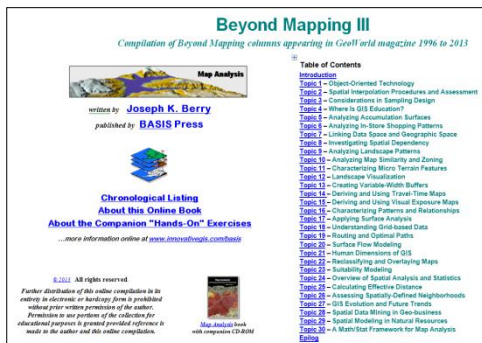 Beyond Mapping III
Compilation of Beyond Mapping columns appearing in GeoWorld magazine 1996 to 2013
Map Analysis
written by Joseph K. Berry
published by BASIS Press
Chronological Listing
About this Online Book
About the Companion "Hands-On" Exercises
...more information online at www.innovativegis.com/basis
©2013 All rights reserved.
Further distribution of this online compilation in its
entirety in electronic or hardcopy form is prohibited
without prior written permission of the author.
Permission to use portions of the collection for
educational purposes is granted provided reference is
made to the author and this online compilation.
Map Analysis book
with companion CD-ROM
Table of Contents
Introduction
Topic 1 – Object-Oriented Technology
Topic 2 – Spatial Interpolation Procedures and Assessment
Topic 3 – Considerations in Sampling Design
Topic 4 – Where Is GIS Education?
Topic 5 – Analyzing Accumulation Surfaces
Topic 6 – Analyzing In-Store Shopping Patterns
Topic 7 – Linking Data Space and Geographic Space
Topic 8 – Investigating Spatial Dependency
Topic 9 – Analyzing Landscape Patterns
Topic 10 – Analyzing Map Similarity and Zoning
Topic 11 – Characterizing Micro Terrain Features
Topic 12 – Landscape Visualization
Topic 13 – Creating Variable-Width Buffers
Topic 14 – Deriving and Using Travel-Time Maps
Topic 15 – Deriving and Using Visual Exposure Maps
Topic 16 – Characterizing Patterns and Relationships
Topic 17 – Applying Surface Analysis
Topic 18 – Understanding Grid-based Data
Topic 19 – Routing and Optimal Paths
Topic 20 – Surface Flow Modeling
Topic 21 – Human Dimensions of GIS
Topic 22 – Reclassifying and Overlaying Maps
Topic 23 – Suitability Modeling
Topic 24 – Overview of Spatial Analysis and Statistics
Topic 25 – Calculating Effective Distance
Topic 26 – Assessing Spatially-Defined Neighborhoods
Topic 27 – GIS Evolution and Future Trends
Topic 28 – Spatial Data Mining in Geo-business
Topic 29 – Spatial Modeling in Natural Resources
Topic 30 – A Math/Stat Framework for Map Analysis
Epilog